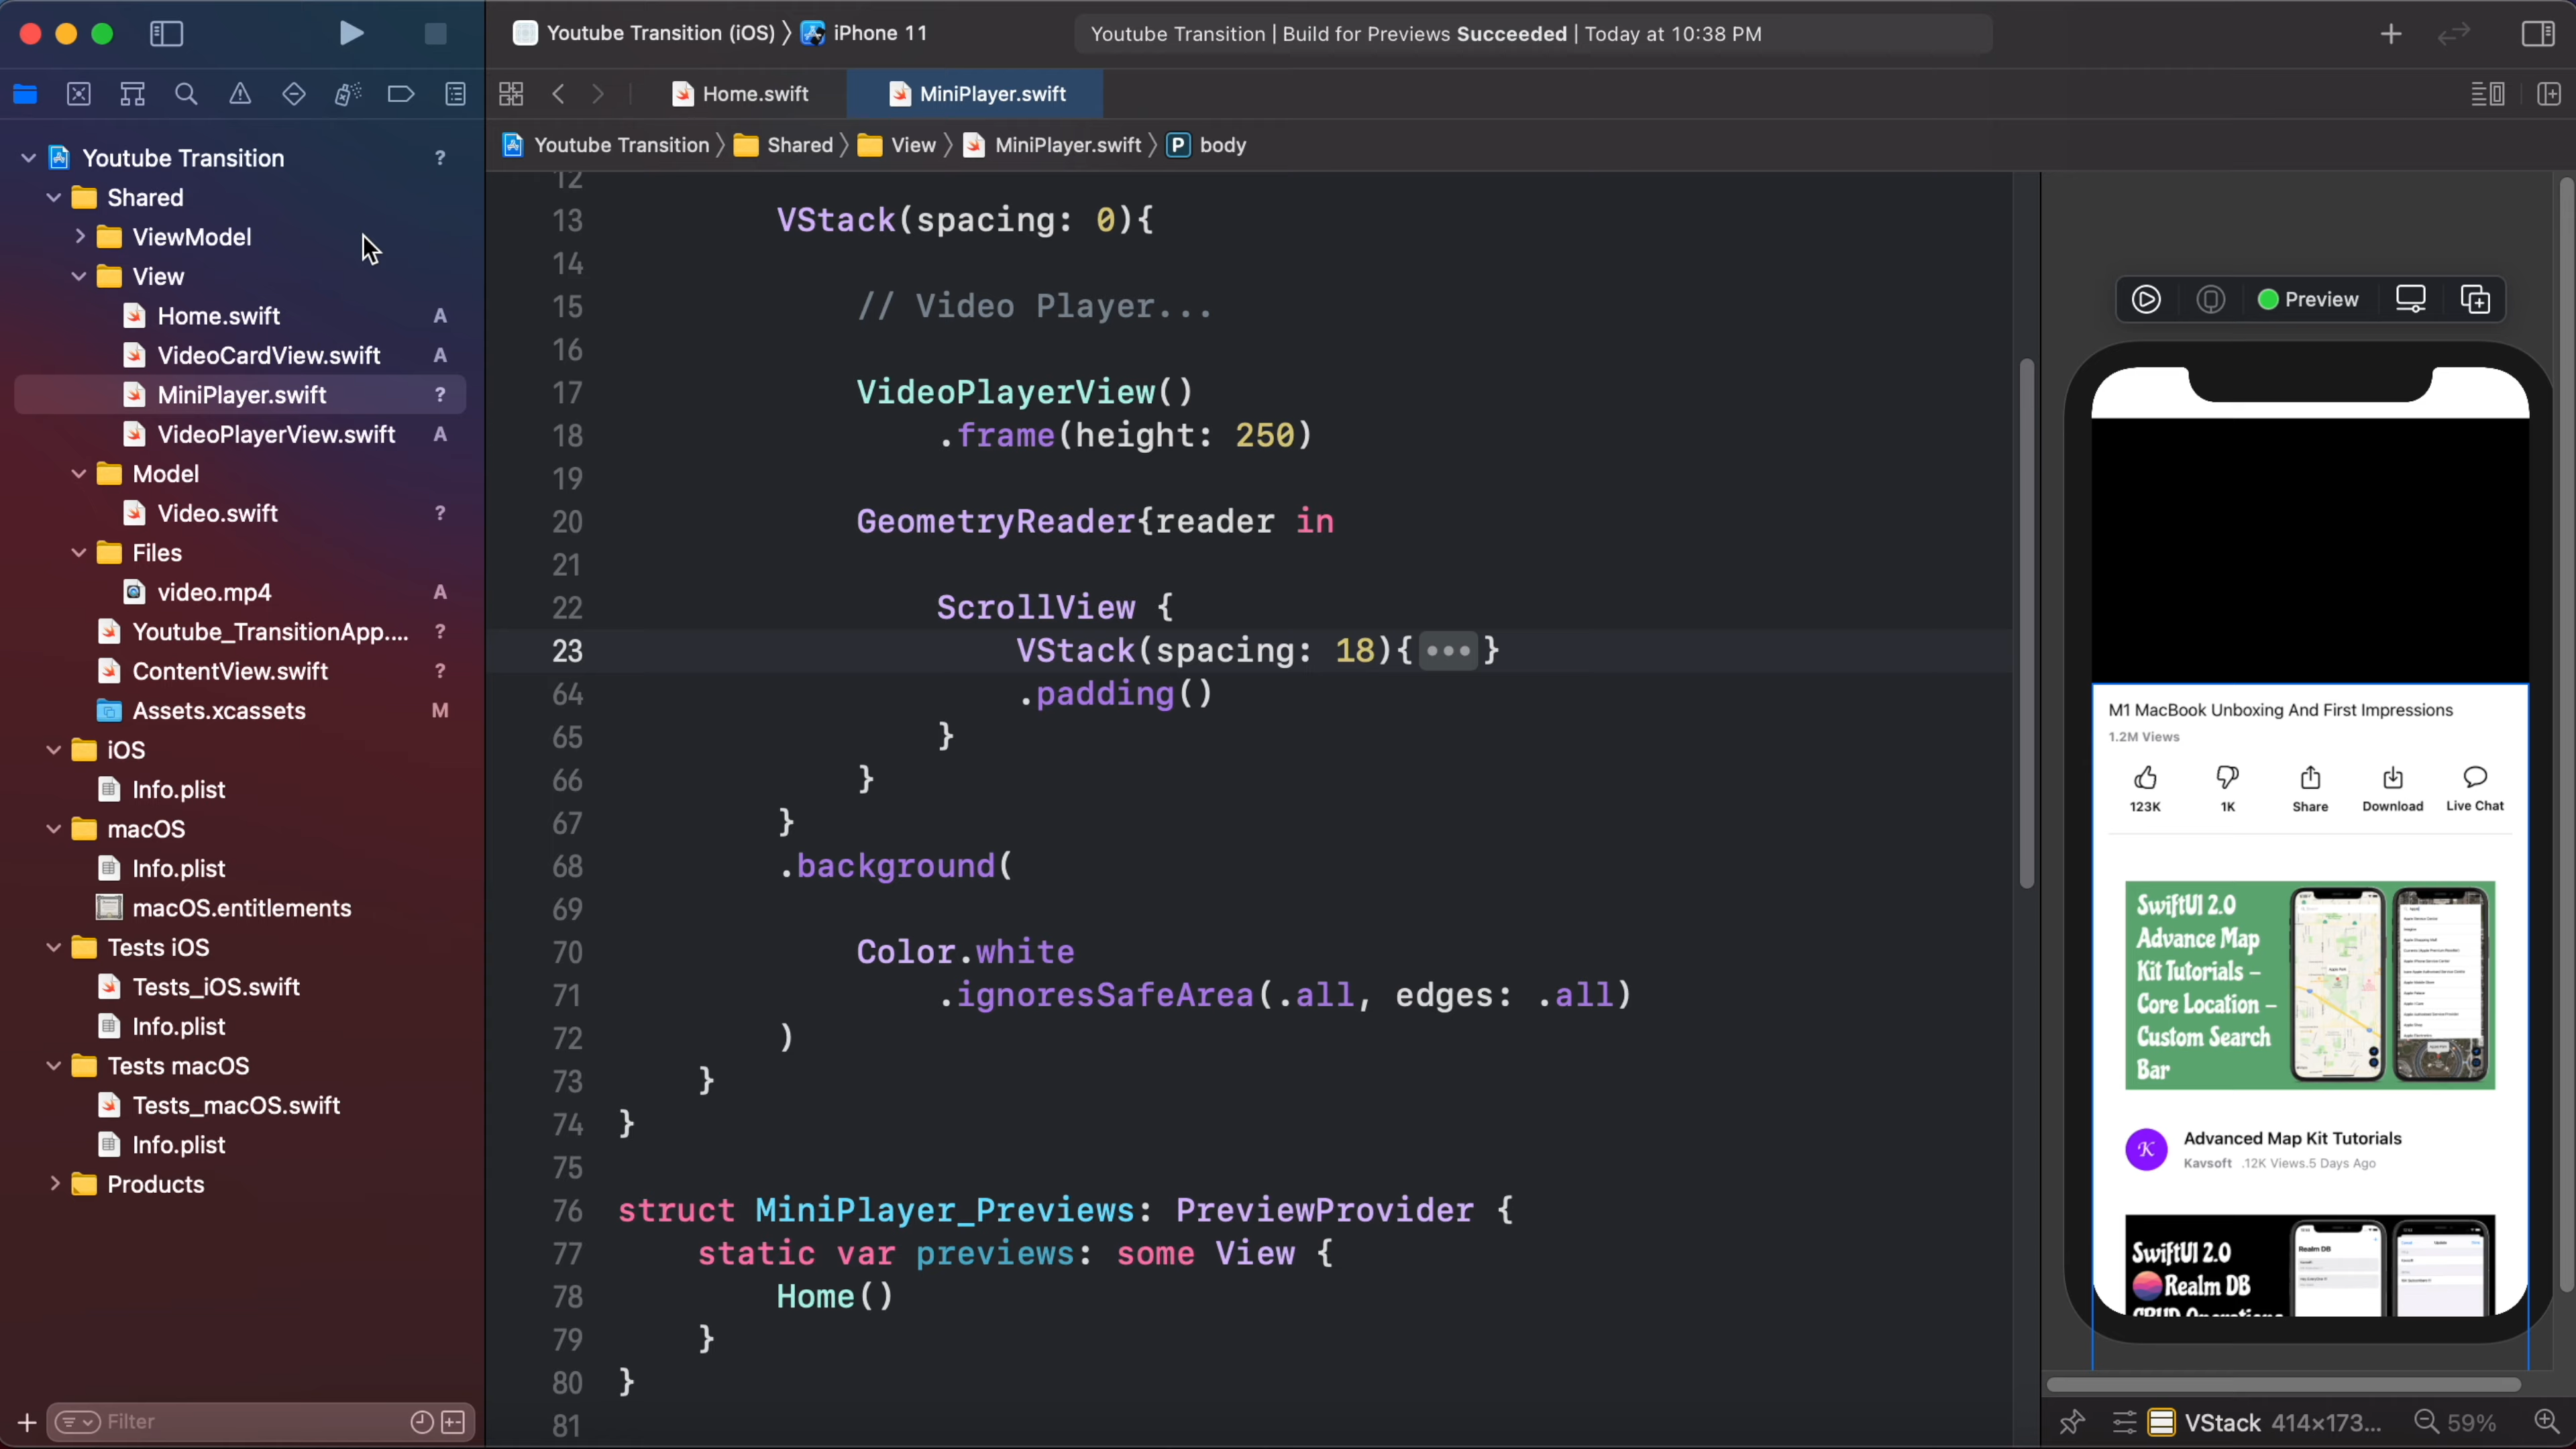 Youtube Transition (iOS) 〉 iPhone 11
Youtube Transition | Build for Previews Succeeded | Today at 10:38 PM
Home.swift
MiniPlayer.swift
Youtube Transition 〉 Shared 〉 View 〉 MiniPlayer.swift 〉 P body
Youtube Transition ?
Shared
ViewModel
View
Home.swift A
VideoCardView.swift A
MiniPlayer.swift ?
VideoPlayerView.swift A
Model
Video.swift ?
Files
video.mp4 A
Youtube_TransitionApp.... ?
ContentView.swift ?
Assets.xcassets M
iOS
Info.plist
macOS
Info.plist
macOS.entitlements
Tests iOS
Tests_iOS.swift
Info.plist
Tests macOS
Tests_macOS.swift
Info.plist
Products
Filter
12
13 VStack(spacing: 0){
14
15 // Video Player...
16
17 VideoPlayerView()
18 .frame(height: 250)
19
20 GeometryReader{reader in
21
22 ScrollView {
23 VStack(spacing: 18){•••}
64 .padding()
65 }
66 }
67 }
68 .background(
69
70 Color.white
71 .ignoresSafeArea(.all, edges: .all)
72 )
73 }
74 }
75
76 struct MiniPlayer_Previews: PreviewProvider {
77 static var previews: some View {
78 Home()
79 }
80 }
81
Preview
M1 MacBook Unboxing And First Impressions
1.2M Views
123K 1K Share Download Live Chat
SwiftUI 2.0
Advance Map
Kit Tutorials –
Core Location –
Custom Search
Bar
K
Advanced Map Kit Tutorials
Kavsoft .12K Views.5 Days Ago
SwiftUI 2.0
Realm DB
CRUD Operations
Realm DB
VStack 414×173... 59%